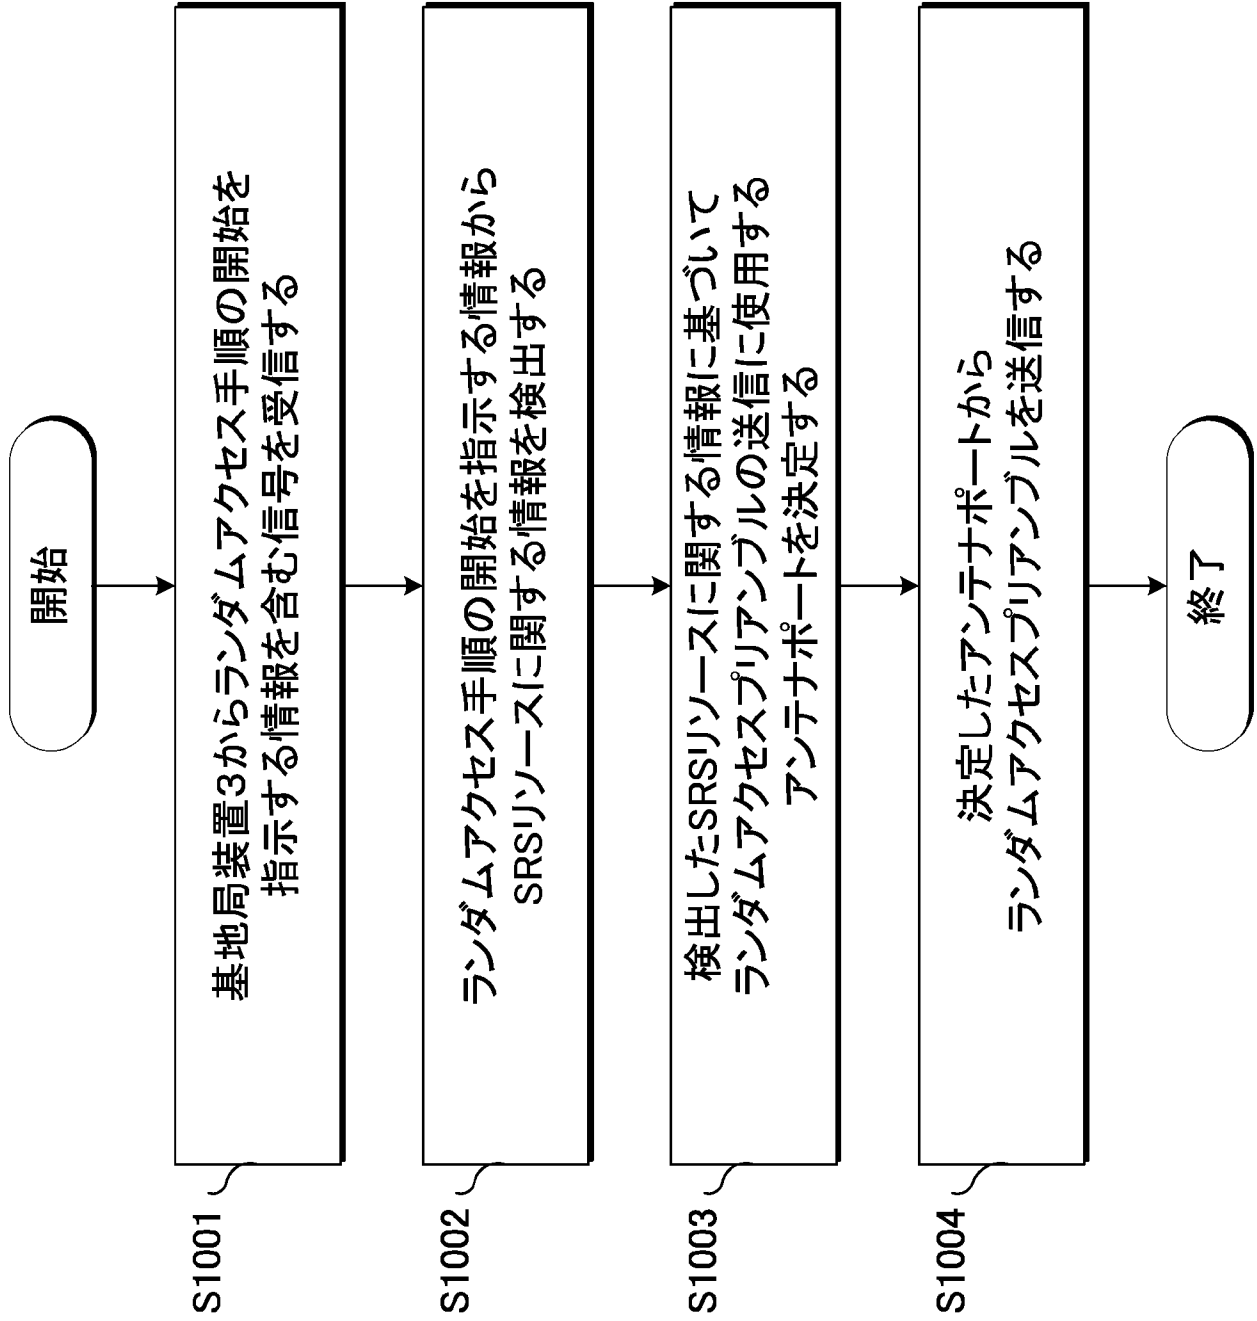 開始
S1001
基地局装置3からランダムアクセス手順の開始を
指示する情報を含む信号を受信する
S1002
ランダムアクセス手順の開始を指示する情報から
SRSリソースに関する情報を検出する
S1003
検出したSRSリソースに関する情報に基づいて
ランダムアクセスプリアンブルの送信に使用する
アンテナポートを決定する
S1004
決定したアンテナポートから
ランダムアクセスプリアンブルを送信する
終了